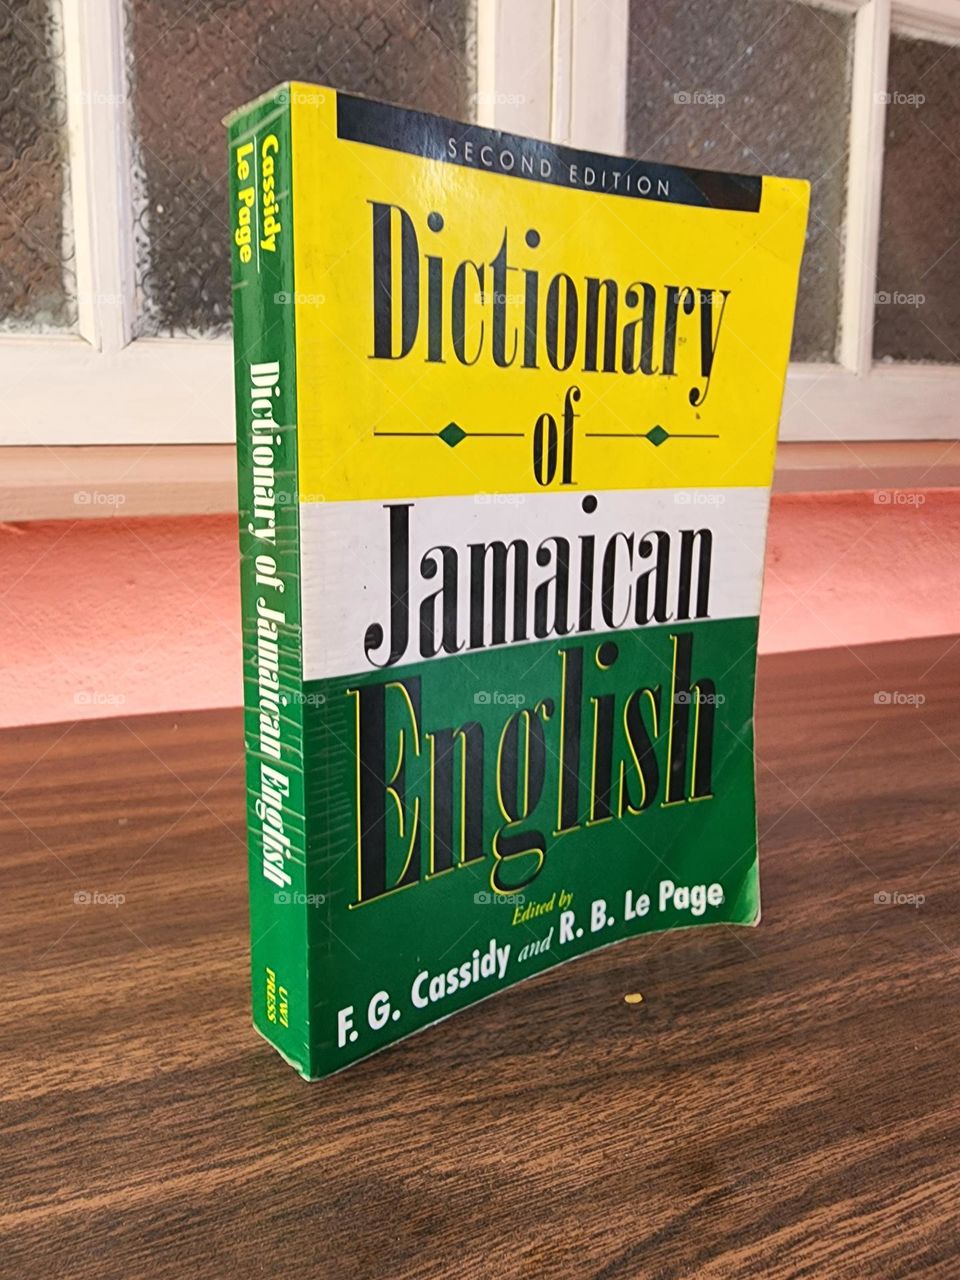 SECOND EDITION
Dictionary
of
Jamaican
English
Edited by
F. G. Cassidy and R. B. Le Page
Cassidy
Le Page
Dictionary of Jamaican English
UWI
PRESS
foap